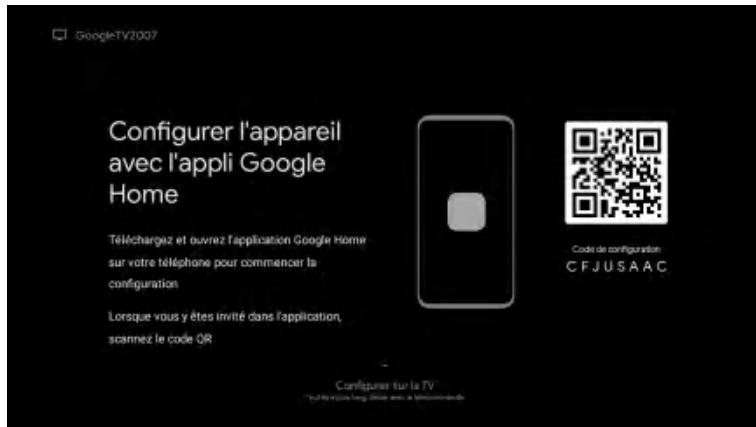 GoogleTV2007
Configurer l'appareil
avec l'appli Google
Home
Téléchargez et ouvrez l'application Google Home
sur votre téléphone pour commencer la
configuration
Lorsque vous y êtes invité dans l'application,
scannez le code QR
Code de configuration
CFJUSAAC
Configurer sur la TV